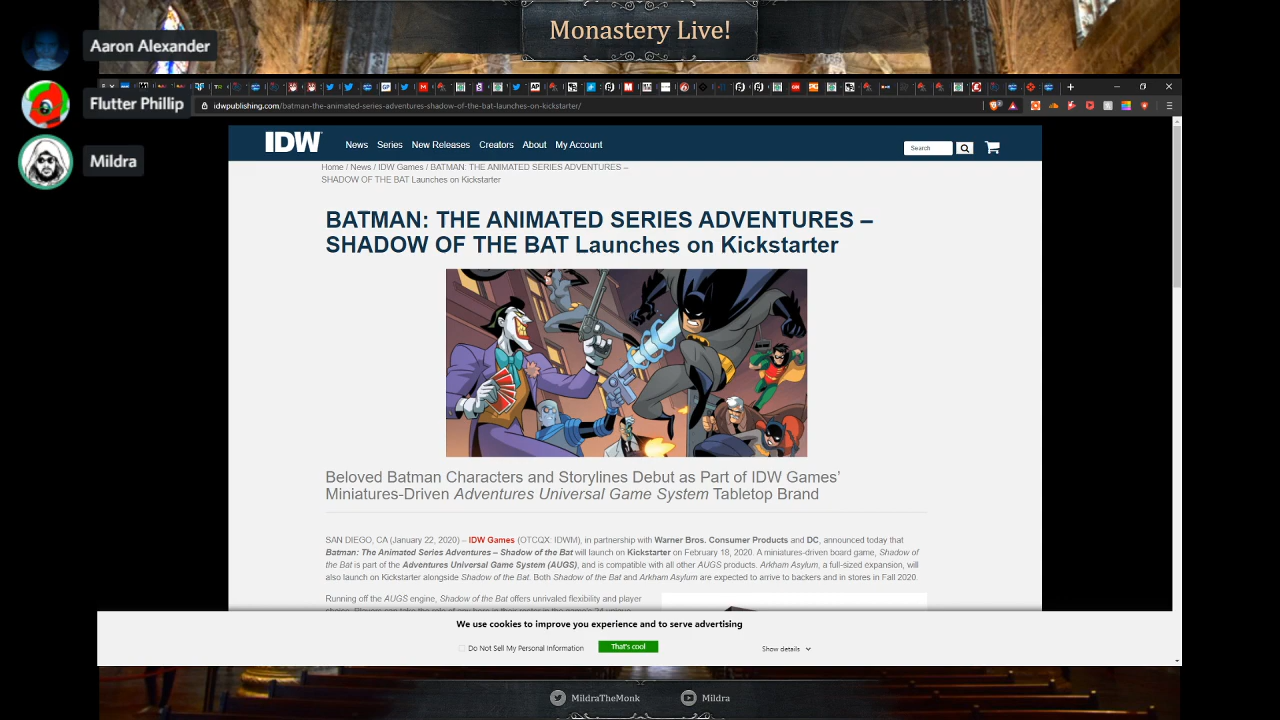 Monastery Live!
Aaron Alexander
Flutter Phillip
Mildra
idwpublishing.com/batman-the-animated-series-adventures-shadow-of-the-bat-launches-on-kickstarter/
IDW
News Series New Releases Creators About My Account
Search
Home / News / IDW Games / BATMAN: THE ANIMATED SERIES ADVENTURES –
SHADOW OF THE BAT Launches on Kickstarter
BATMAN: THE ANIMATED SERIES ADVENTURES –
SHADOW OF THE BAT Launches on Kickstarter
Beloved Batman Characters and Storylines Debut as Part of IDW Games’
Miniatures-Driven Adventures Universal Game System Tabletop Brand
SAN DIEGO, CA (January 22, 2020) – IDW Games (OTCQX: IDWM), in partnership with Warner Bros. Consumer Products and DC, announced today that
Batman: The Animated Series Adventures – Shadow of the Bat will launch on Kickstarter on February 18, 2020. A miniatures-driven board game, Shadow of
the Bat is part of the Adventures Universal Game System (AUGS), and is compatible with all other AUGS products. Arkham Asylum, a full-sized expansion, will
also launch on Kickstarter alongside Shadow of the Bat. Both Shadow of the Bat and Arkham Asylum are expected to arrive to backers and in stores in Fall 2020.
Running off the AUGS engine, Shadow of the Bat offers unrivaled flexibility and player
We use cookies to improve you experience and to serve advertising
Do Not Sell My Personal Information
That's cool
Show details
MildraTheMonk
Mildra